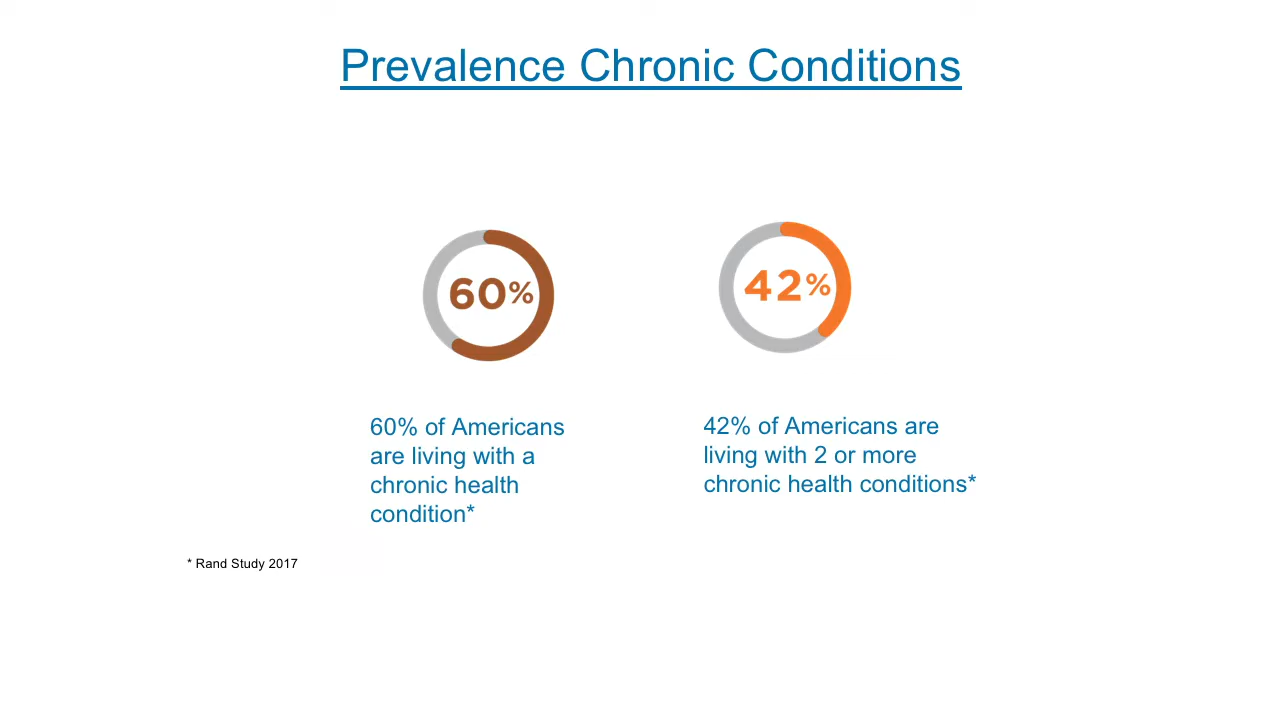 Prevalence Chronic Conditions
60%
42%
60% of Americans
are living with a
chronic health
condition*
42% of Americans are
living with 2 or more
chronic health conditions*
* Rand Study 2017